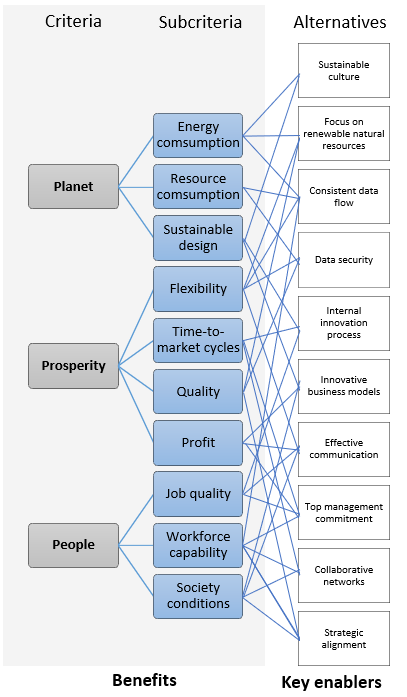 Criteria
Subcriteria
Alternatives
Planet
Prosperity
People
Energy
comsumption
Resource
comsumption
Sustainable
design
Flexibility
Time-to-
market cycles
Quality
Profit
Job quality
Workforce
capability
Society
conditions
Sustainable
culture
Focus on
renewable natural
resources
Consistent data
flow
Data security
Internal
innovation
process
Innovative
business models
Effective
communication
Top management
commitment
Collaborative
networks
Strategic
alignment
Benefits
Key enablers